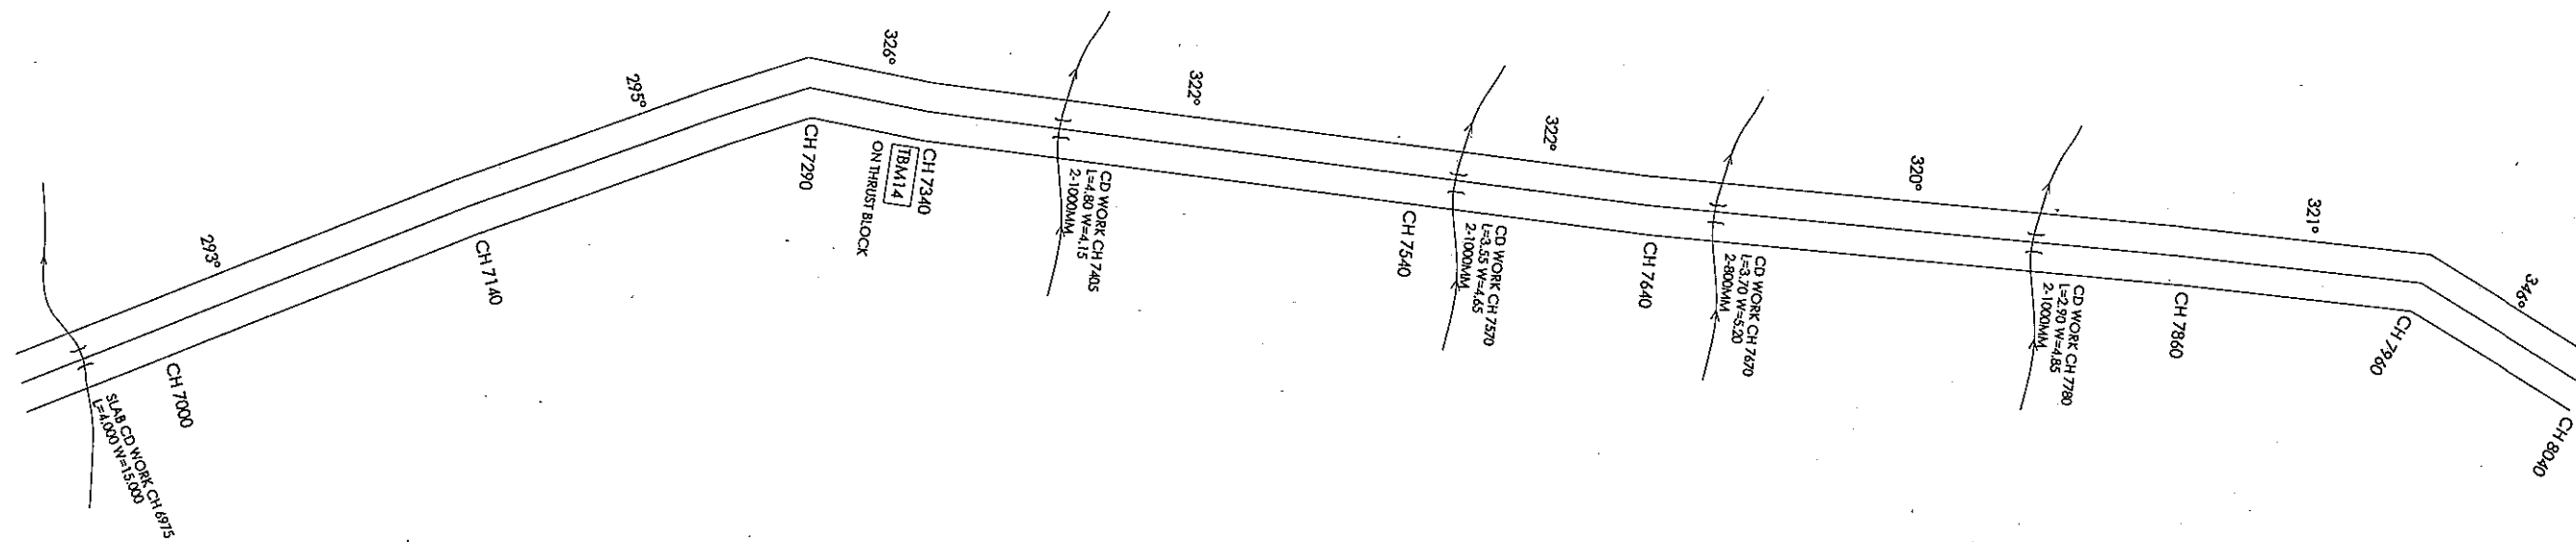 293°
295°
326°
322°
322°
320°
321°
346°
SLAB CD WORK CH 6975
L=4.000 W=15.000
CH 7000
CH 7140
CH 7290
CH 7340
TBM14
ON THRUST BLOCK
CD WORK CH 7405
L=4.80 W=4.15
2-1000MM
CH 7540
CD WORK CH 7570
L=3.55 W=4.65
2-1000MM
CH 7640
CD WORK CH 7670
L=3.70 W=5.20
2-800MM
CD WORK CH 7780
L=2.90 W=4.85
2-1000MM
CH 7860
CH 7960
CH 8040